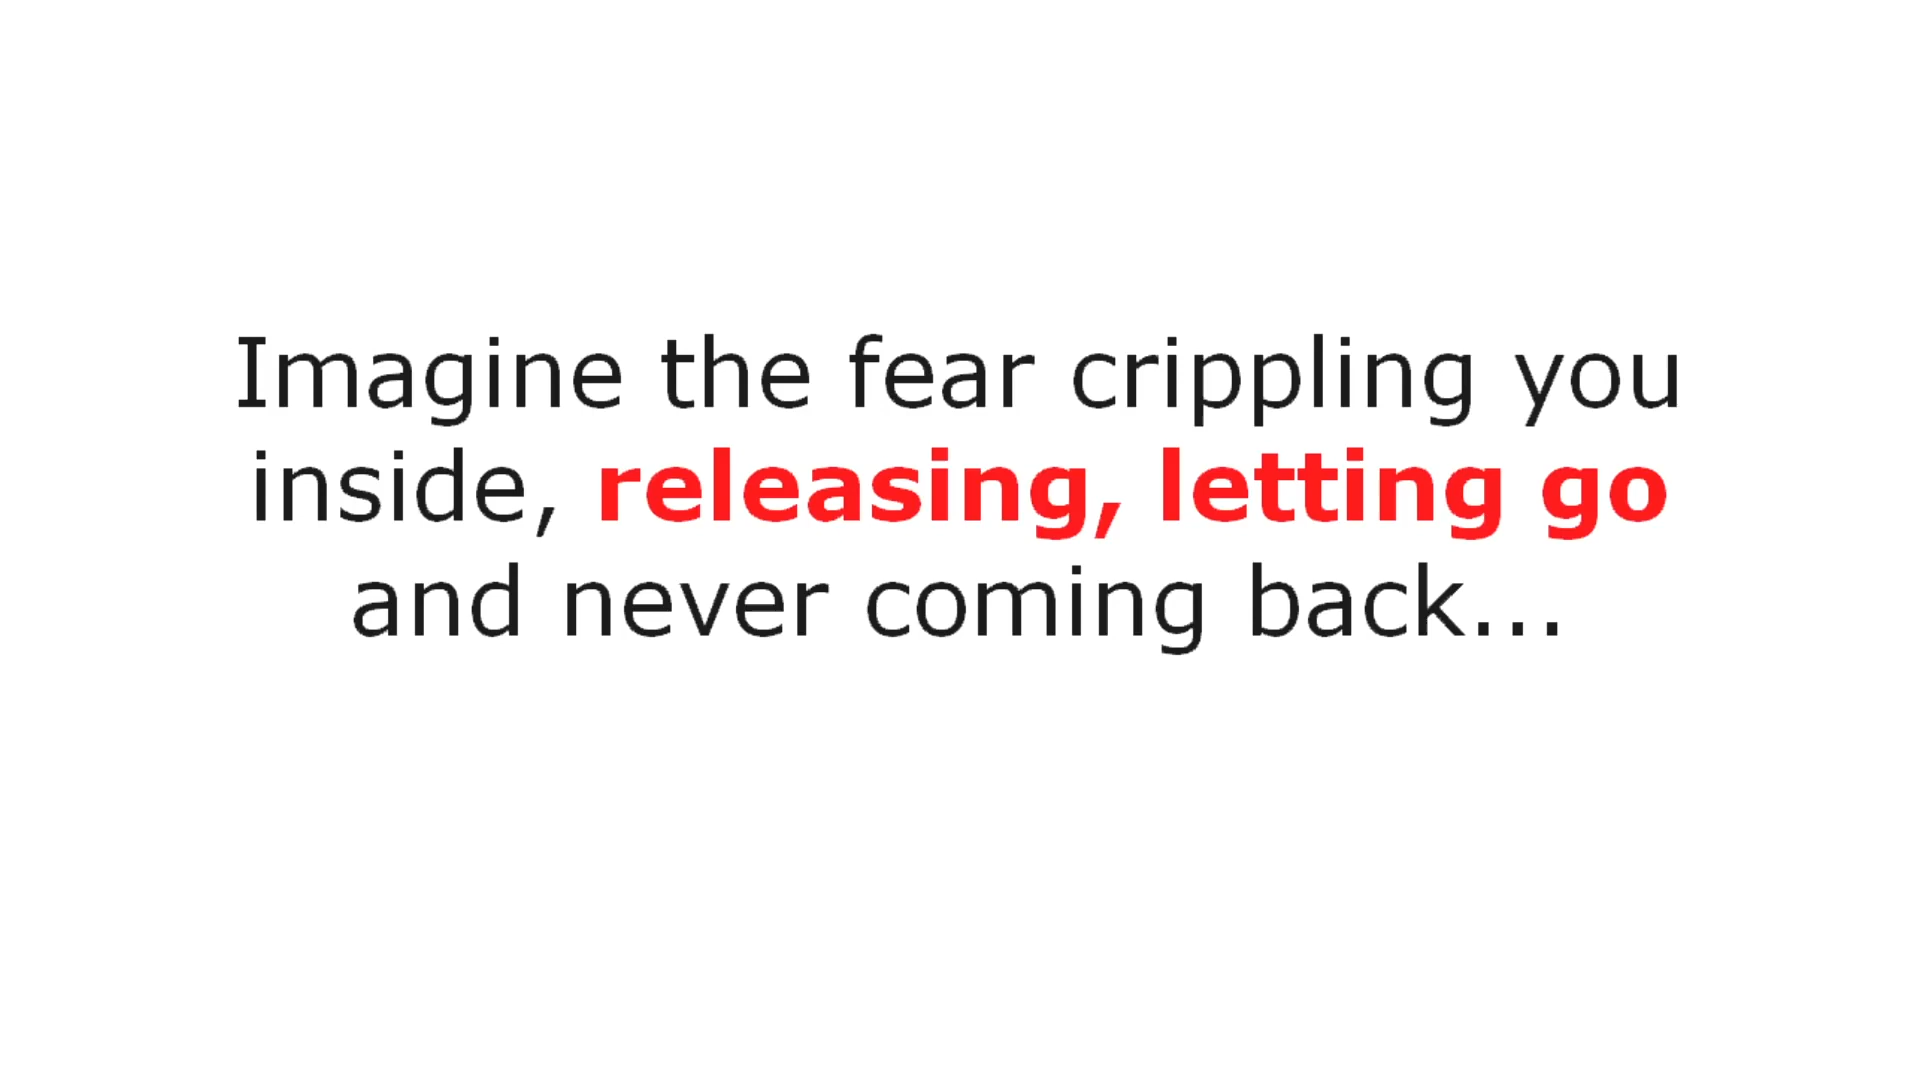 Imagine the fear crippling you
inside, releasing, letting go
and never coming back...